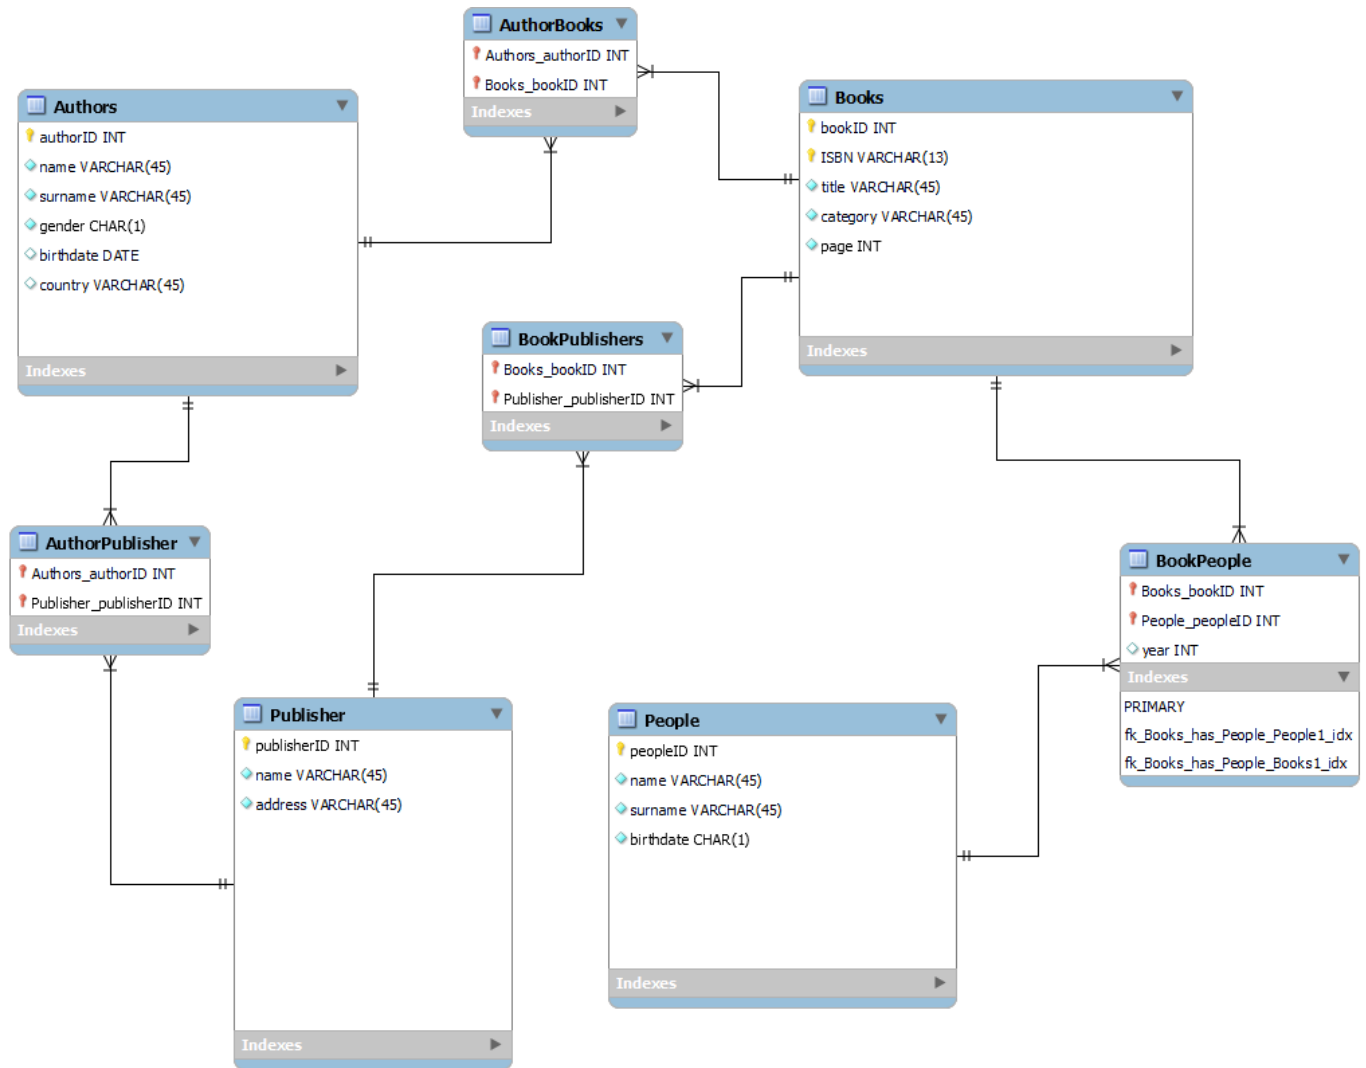 AuthorBooks
Authors_authorID INT
Books_bookID INT
Indexes
Authors
authorID INT
name VARCHAR(45)
surname VARCHAR(45)
gender CHAR(1)
birthdate DATE
country VARCHAR(45)
Indexes
Books
bookID INT
ISBN VARCHAR(13)
title VARCHAR(45)
category VARCHAR(45)
page INT
Indexes
BookPublishers
Books_bookID INT
Publisher_publisherID INT
Indexes
AuthorPublisher
Authors_authorID INT
Publisher_publisherID INT
Indexes
BookPeople
Books_bookID INT
People_peopleID INT
year INT
Indexes
PRIMARY
fk_Books_has_People_People1_idx
fk_Books_has_People_Books1_idx
Publisher
publisherID INT
name VARCHAR(45)
address VARCHAR(45)
Indexes
People
peopleID INT
name VARCHAR(45)
surname VARCHAR(45)
birthdate CHAR(1)
Indexes